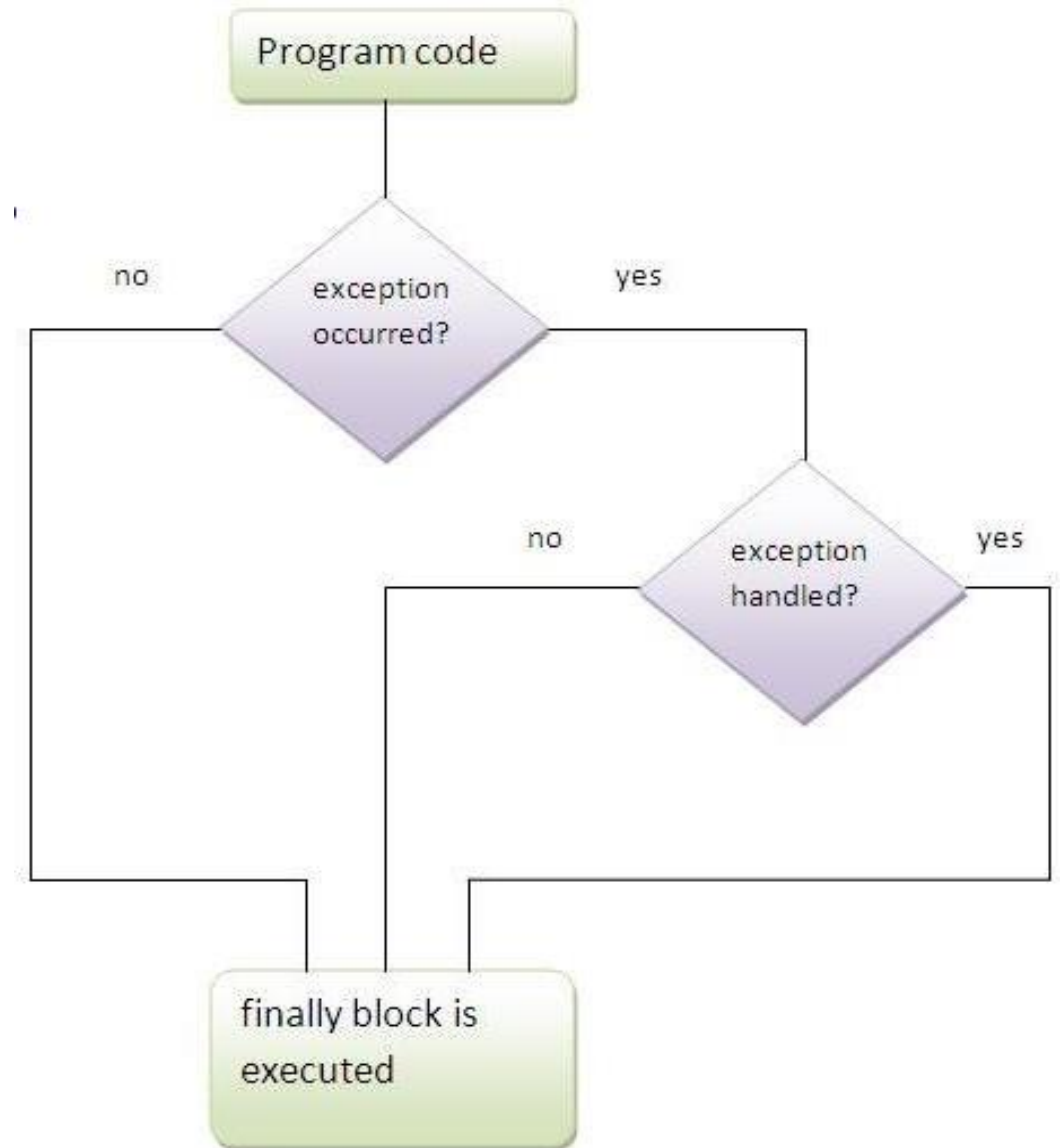 Program code
no
yes
exception
occurred?
no
yes
exception
handled?
finally block is
executed